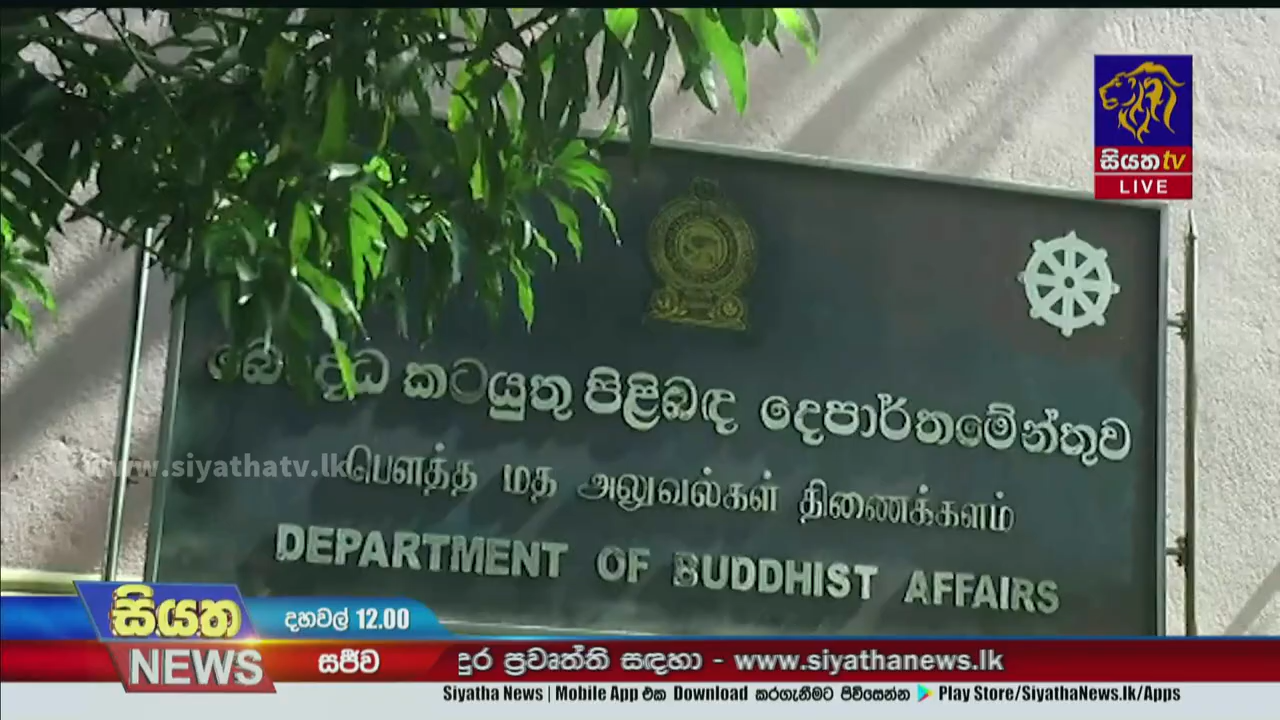 සියත tv
LIVE
බෞද්ධ කටයුතු පිළිබඳ දෙපාර්තමේන්තුව
www.siyathatv.lk
பௌத்த மத அலுவல்கள் திணைக்களம்
DEPARTMENT OF BUDDHIST AFFAIRS
සියත දහවල් 12.00
NEWS සජීව දුර ප්‍රවෘත්ති සඳහා - www.siyathanews.lk
Siyatha News | Mobile App එක Download කරගැනීමට පිවිසෙන්න Play Store/SiyathaNews.lk/Apps